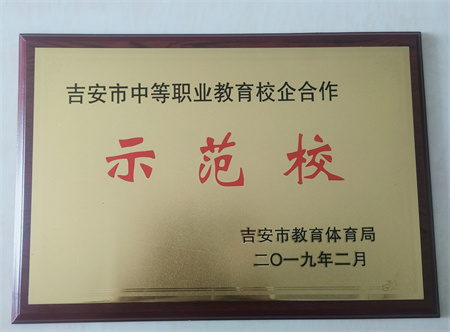 吉安市中等职业教育校企合作
示范校
吉安市教育体育局
二〇一九年二月